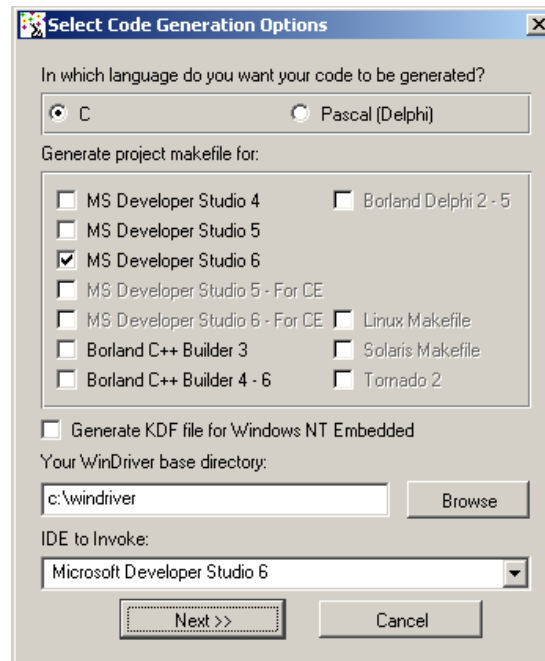 Select Code Generation Options
In which language do you want your code to be generated?
C Pascal (Delphi)
Generate project makefile for:
MS Developer Studio 4 Borland Delphi 2 - 5
MS Developer Studio 5
MS Developer Studio 6
MS Developer Studio 5 - For CE
MS Developer Studio 6 - For CE Linux Makefile
Borland C++ Builder 3 Solaris Makefile
Borland C++ Builder 4 - 6 Tornado 2
Generate KDF file for Windows NT Embedded
Your WinDriver base directory:
c:\windriver Browse
IDE to Invoke:
Microsoft Developer Studio 6
Next >> Cancel